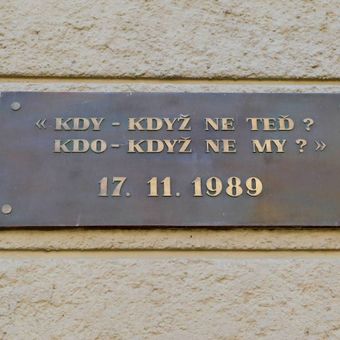 « KDY - KDYŽ NE TEĎ ?
KDO - KDYŽ NE MY ? »
17. 11. 1989